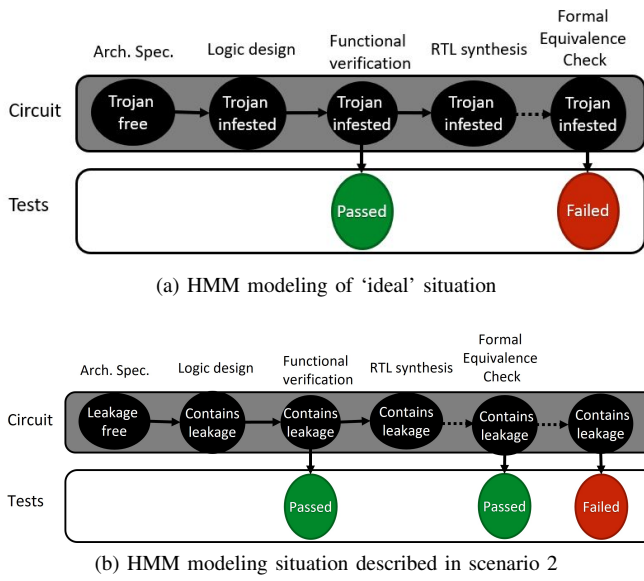 Formal
Arch. Spec. Logic design Functional RTL synthesis Equivalence
verification Check
Circuit Trojan Trojan Trojan Trojan Trojan
free infested infested infested infested
Tests Passed Failed
(a) HMM modeling of ‘ideal’ situation
Formal
Arch. Spec. Logic design Functional RTL synthesis Equivalence
verification Check
Circuit Leakage Contains Contains Contains Contains Contains
free leakage leakage leakage leakage leakage
Tests Passed Passed Failed
(b) HMM modeling situation described in scenario 2